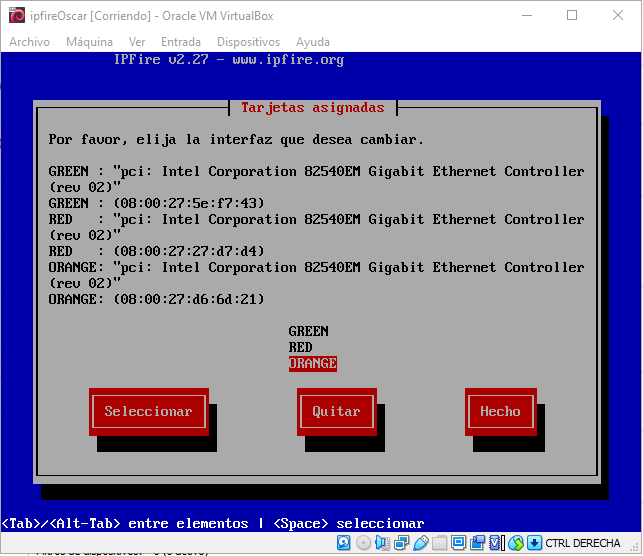 ipfireOscar [Corriendo] - Oracle VM VirtualBox
Archivo Máquina Ver Entrada Dispositivos Ayuda
IPFire v2.27 - www.ipfire.org
Tarjetas asignadas
Por favor, elija la interfaz que desea cambiar.
GREEN : "pci: Intel Corporation 82540EM Gigabit Ethernet Controller
(rev 02)"
GREEN : (08:00:27:5e:f7:43)
RED : "pci: Intel Corporation 82540EM Gigabit Ethernet Controller
(rev 02)"
RED : (08:00:27:27:d7:d4)
ORANGE: "pci: Intel Corporation 82540EM Gigabit Ethernet Controller
(rev 02)"
ORANGE: (08:00:27:d6:6d:21)
GREEN
RED
ORANGE
Seleccionar Quitar Hecho
<Tab>/<Alt-Tab> entre elementos | <Space> seleccionar
CTRL DERECHA